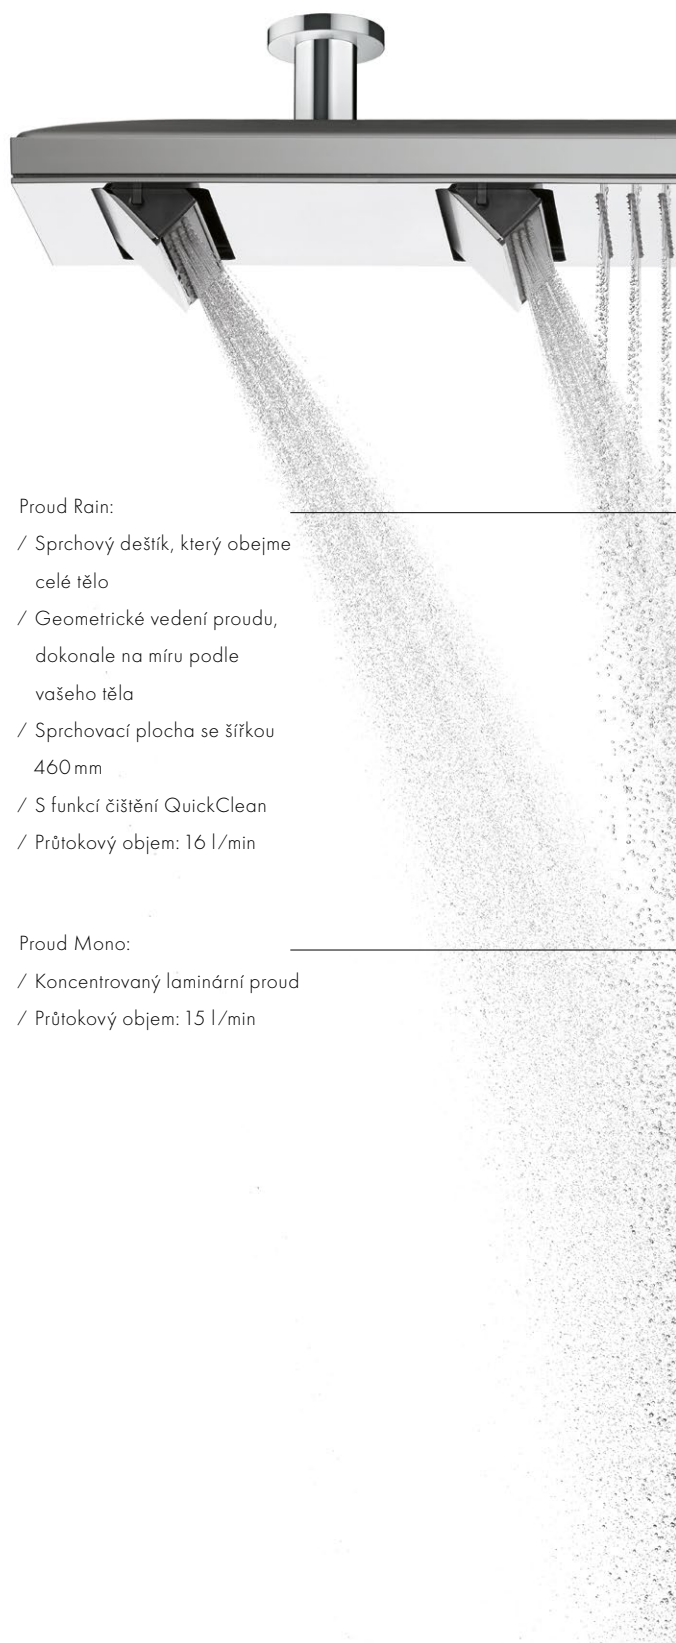 Proud Rain:
/ Sprchový deštík, který obejme
celé tělo
/ Geometrické vedení proudu,
dokonale na míru podle
vašeho těla
/ Sprchovací plocha se šířkou
460 mm
/ S funkcí čištění QuickClean
/ Průtokový objem: 16 l/min
Proud Mono:
/ Koncentrovaný laminární proud
/ Průtokový objem: 15 l/min